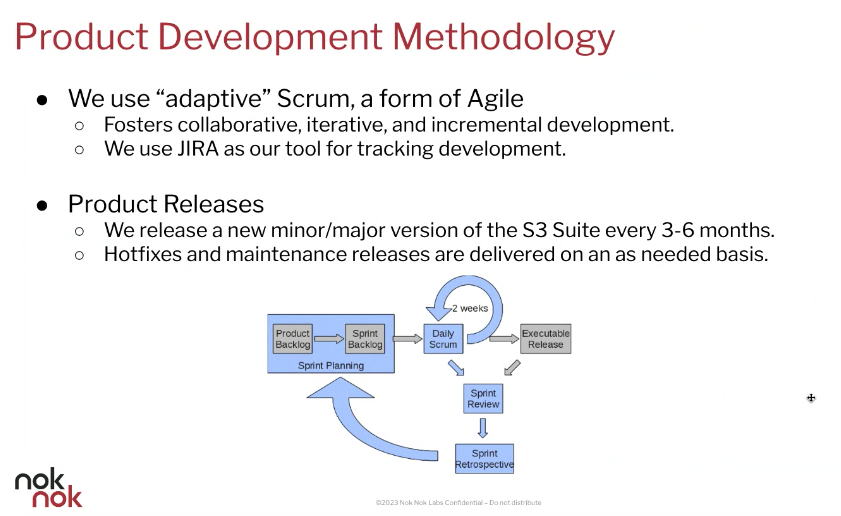 Product Development Methodology
● We use “adaptive” Scrum, a form of Agile
○ Fosters collaborative, iterative, and incremental development.
○ We use JIRA as our tool for tracking development.
● Product Releases
○ We release a new minor/major version of the S3 Suite every 3-6 months.
○ Hotfixes and maintenance releases are delivered on an as needed basis.
2 weeks
Product
Backlog
Sprint
Backlog
Sprint Planning
Daily
Scrum
Executable
Release
Sprint
Review
Sprint
Retrospective
nok
nok
©2023 Nok Nok Labs Confidential – Do not distribute